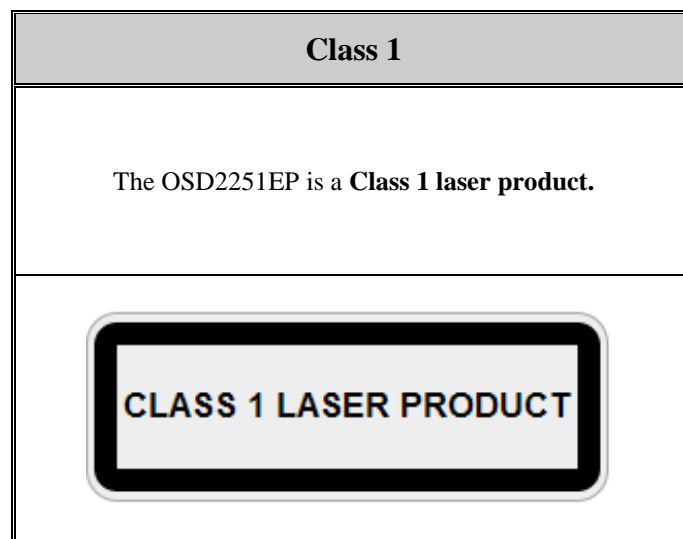 Class 1
The OSD2251EP is a Class 1 laser product.
CLASS 1 LASER PRODUCT